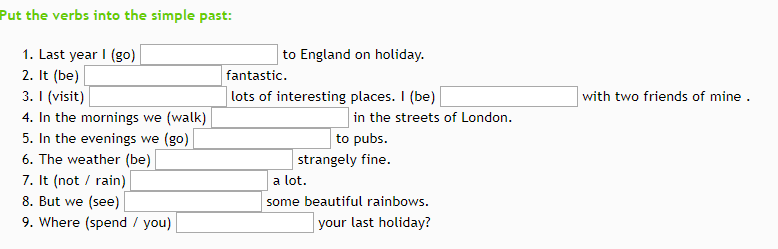 Put the verbs into the simple past:
1. Last year I (go) to England on holiday.
2. It (be) fantastic.
3. I (visit) lots of interesting places. I (be) with two friends of mine .
4. In the mornings we (walk) in the streets of London.
5. In the evenings we (go) to pubs.
6. The weather (be) strangely fine.
7. It (not / rain) a lot.
8. But we (see) some beautiful rainbows.
9. Where (spend / you) your last holiday?